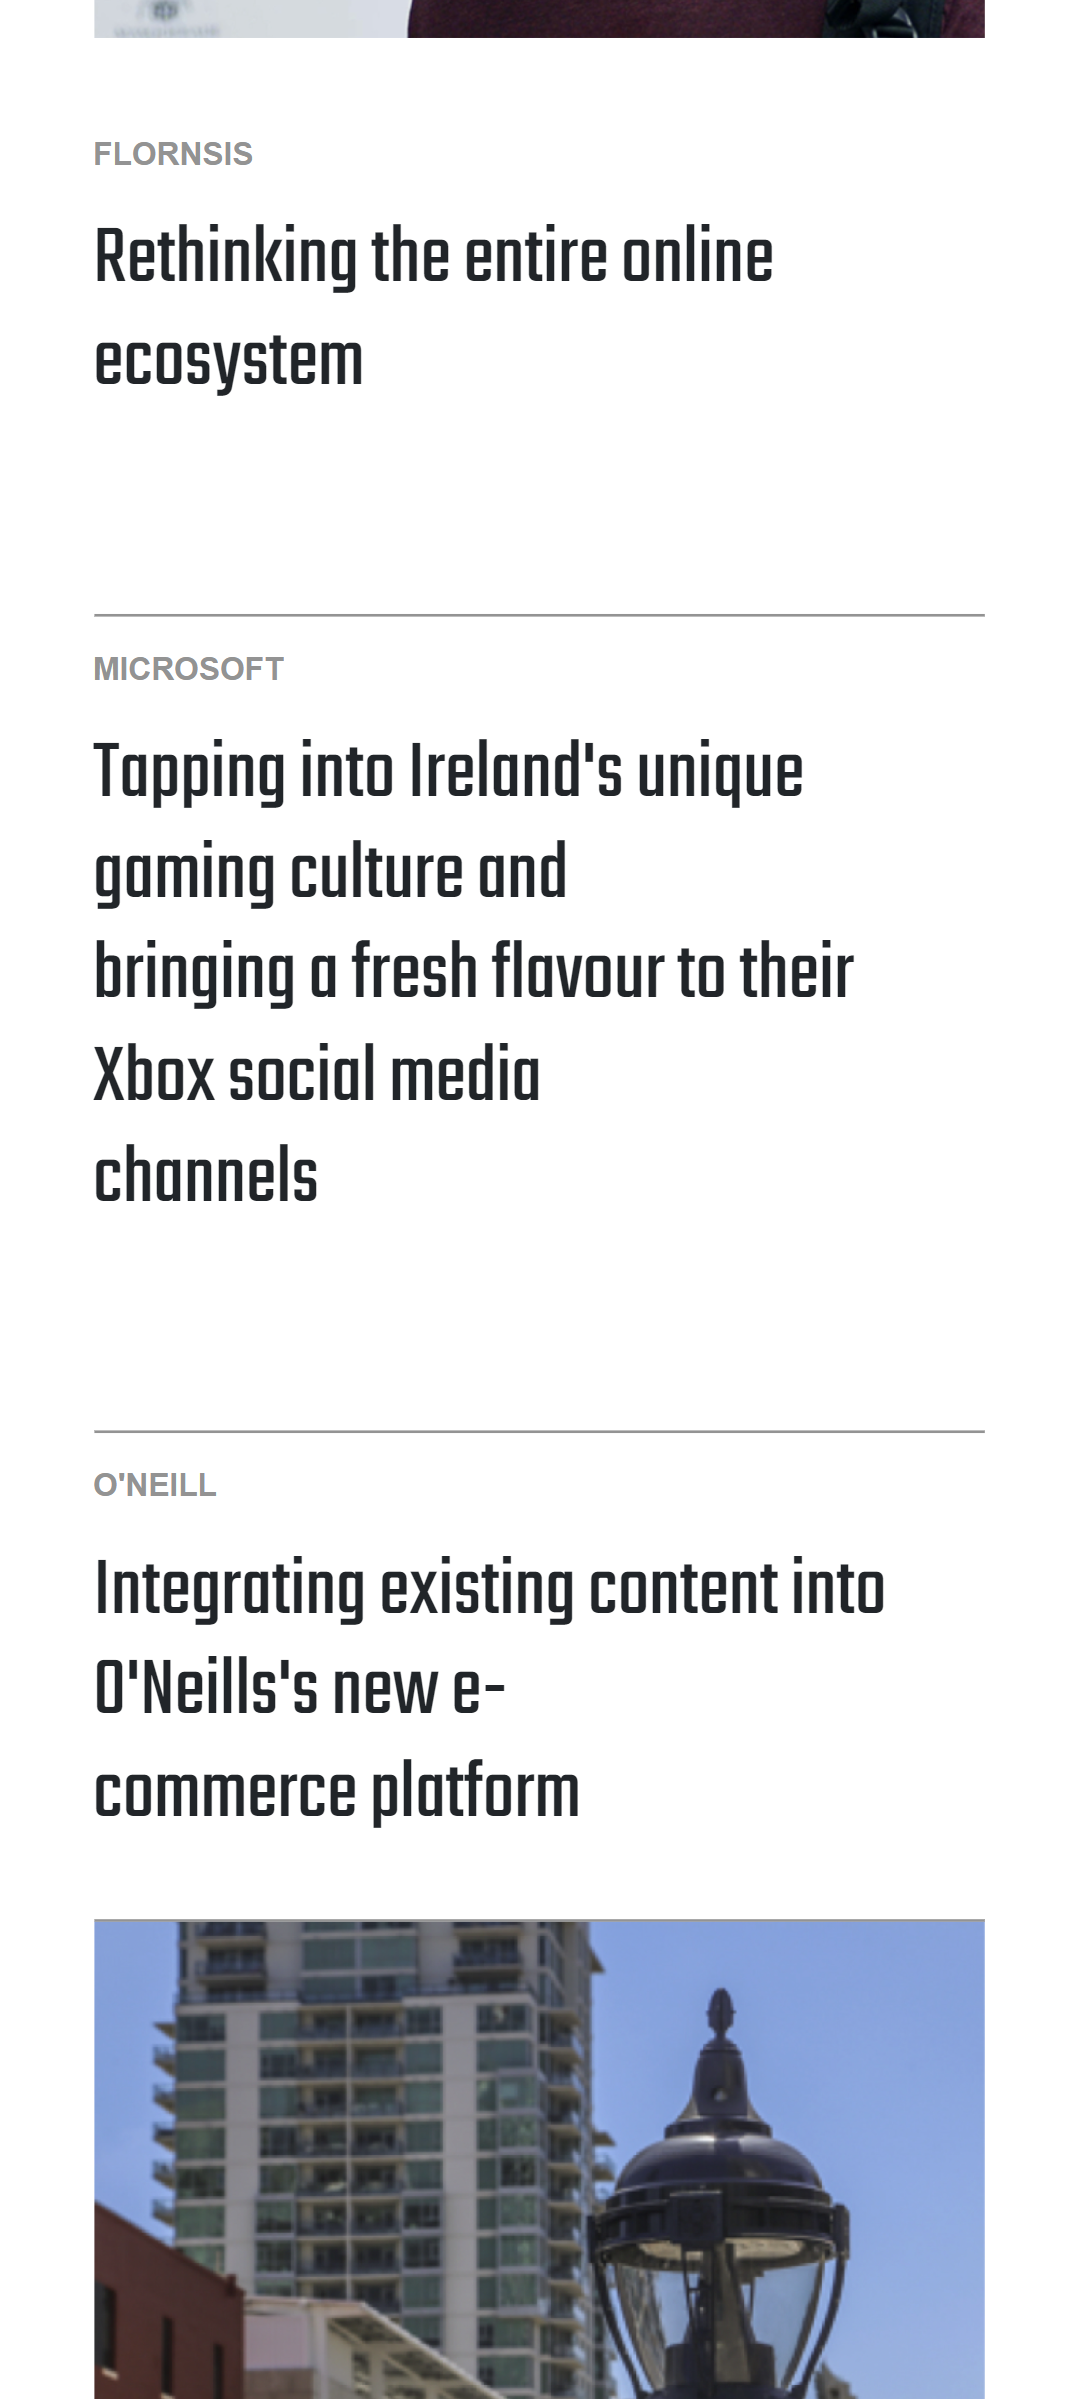 FLORNSIS
Rethinking the entire online
ecosystem
MICROSOFT
Tapping into Ireland's unique
gaming culture and
bringing a fresh flavour to their
Xbox social media
channels
O'NEILL
Integrating existing content into
O'Neills's new e-
commerce platform